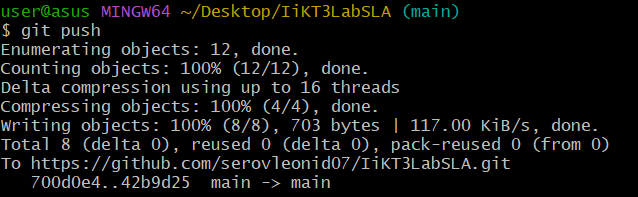 user@asus MINGW64 ~/Desktop/IiKT3LabSLA (main)
$ git push
Enumerating objects: 12, done.
Counting objects: 100% (12/12), done.
Delta compression using up to 16 threads
Compressing objects: 100% (4/4), done.
Writing objects: 100% (8/8), 703 bytes | 117.00 KiB/s, done.
Total 8 (delta 0), reused 0 (delta 0), pack-reused 0 (from 0)
To https://github.com/serovleonid07/IiKT3LabSLA.git
   700d0e4..42b9d25  main -> main